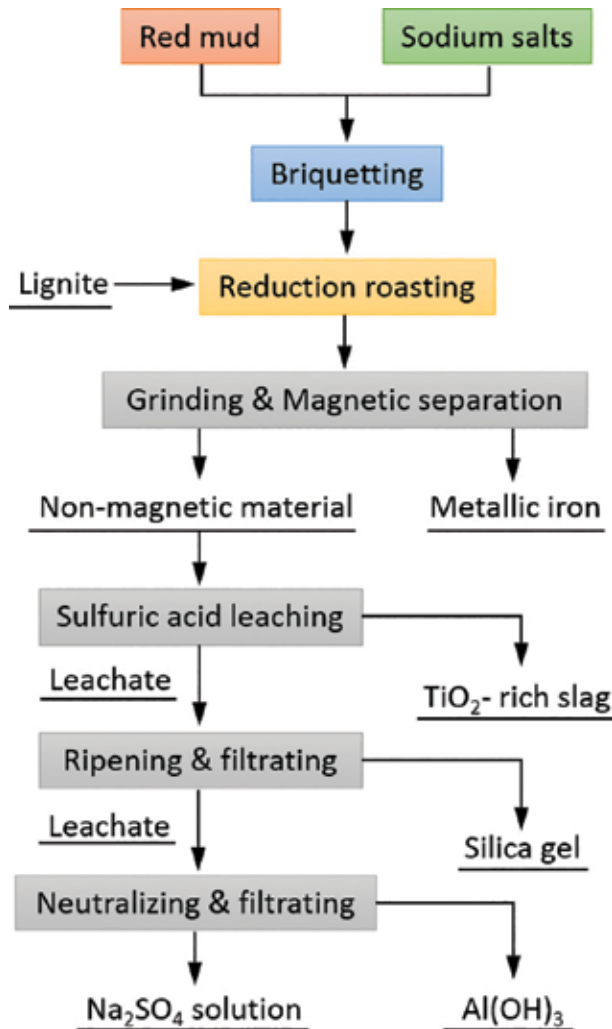 Red mud
Sodium salts
Briquetting
Lignite
Reduction roasting
Grinding & Magnetic separation
Non-magnetic material
Metallic iron
Sulfuric acid leaching
Leachate
TiO₂- rich slag
Ripening & filtrating
Leachate
Silica gel
Neutralizing & filtrating
Na₂SO₄ solution
Al(OH)₃